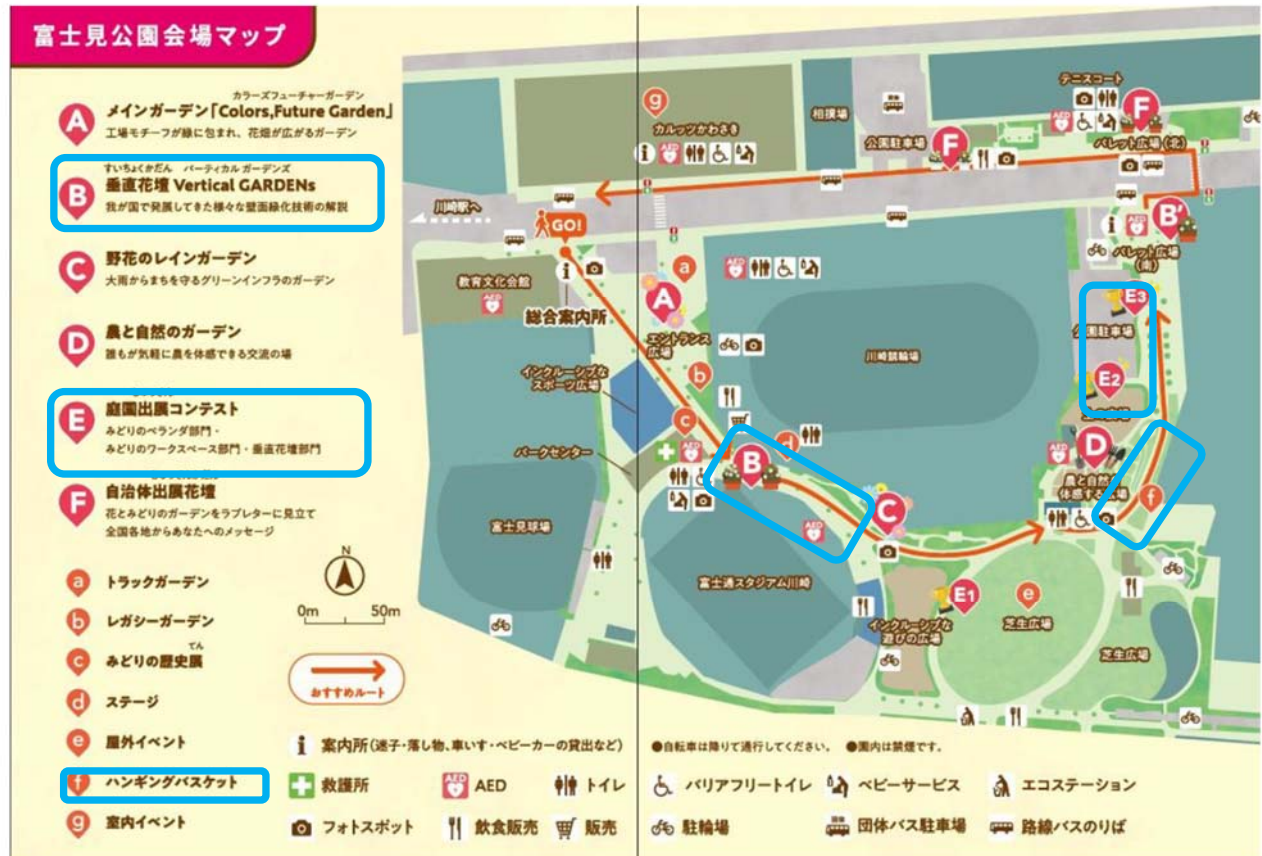 富士見公園会場マップ
カラーズフューチャーガーデン
A メインガーデン「Colors,Future Garden」
工場モチーフが緑に包まれ、花畑が広がるガーデン
すいちょくかだん バーティカル ガーデンズ
B 垂直花壇 Vertical GARDENs
我が国で発展してきた様々な壁面緑化技術の解説
C 野花のレインガーデン
大雨からまちを守るグリーンインフラのガーデン
D 農と自然のガーデン
誰もが気軽に農を体感できる交流の場
E 庭園出展コンテスト
みどりのベランダ部門・
みどりのワークスペース部門・垂直花壇部門
F 自治体出展花壇
花とみどりのガーデンをラブレターに見立て
全国各地からあなたへのメッセージ
a トラックガーデン
b レガシーガーデン
てん
c みどりの歴史展
d ステージ
e 屋外イベント
f ハンギングバスケット
g 室内イベント
N
0m 50m
おすすめルート
i 案内所(迷子・落し物、車いす・ベビーカーの貸出など)
救護所
AED AED
トイレ
フォトスポット
飲食販売
販売
●自転車は降りて通行してください。 ●園内は禁煙です。
バリアフリートイレ
ベビーサービス
エコステーション
駐輪場
団体 団体バス駐車場
路線バスのりば
g
カルッツかわさき
i AED
相撲場
団体
公園駐車場
F
テニスコート
AED
F
パレット広場(北)
川崎駅へ
GO!
i
総合案内所
教育文化会館
AED
a
A
エントランス
広場
AED
川崎競輪場
i AED
B'
パレット広場
(南)
E3
公園駐車場
E2
インクルーシブな
スポーツ広場
b
c
AED
パークセンター
d
B
AED
C
AED
D
農と自然を
体感する広場
f
富士見球場
富士通スタジアム川崎
E1
インクルーシブな
遊びの広場
e
芝生広場
芝生広場